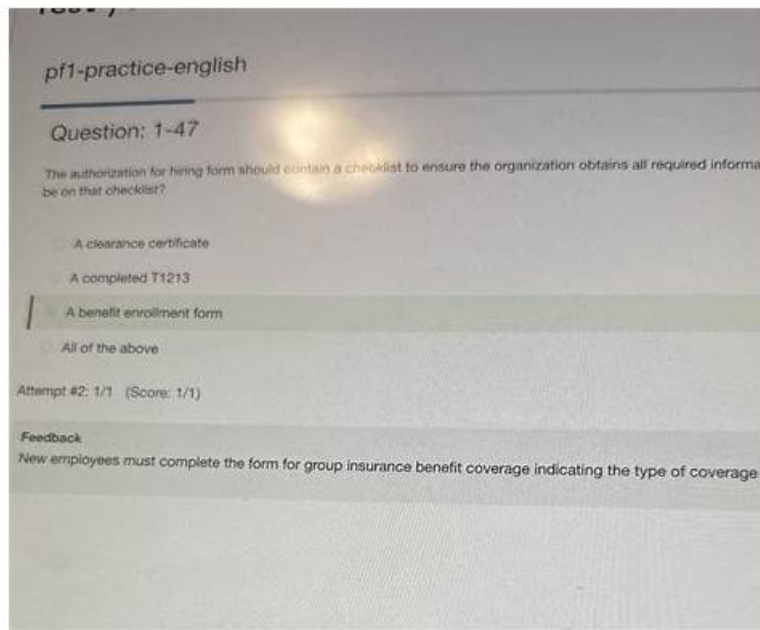 pf1-practice-english
Question: 1-47
The authorization for hiring form should contain a checklist to ensure the organization obtains all required informa
be on that checklist?
A clearance certificate
A completed T1213
A benefit enrollment form
All of the above
Attempt #2: 1/1 (Score: 1/1)
Feedback
New employees must complete the form for group insurance benefit coverage indicating the type of coverage